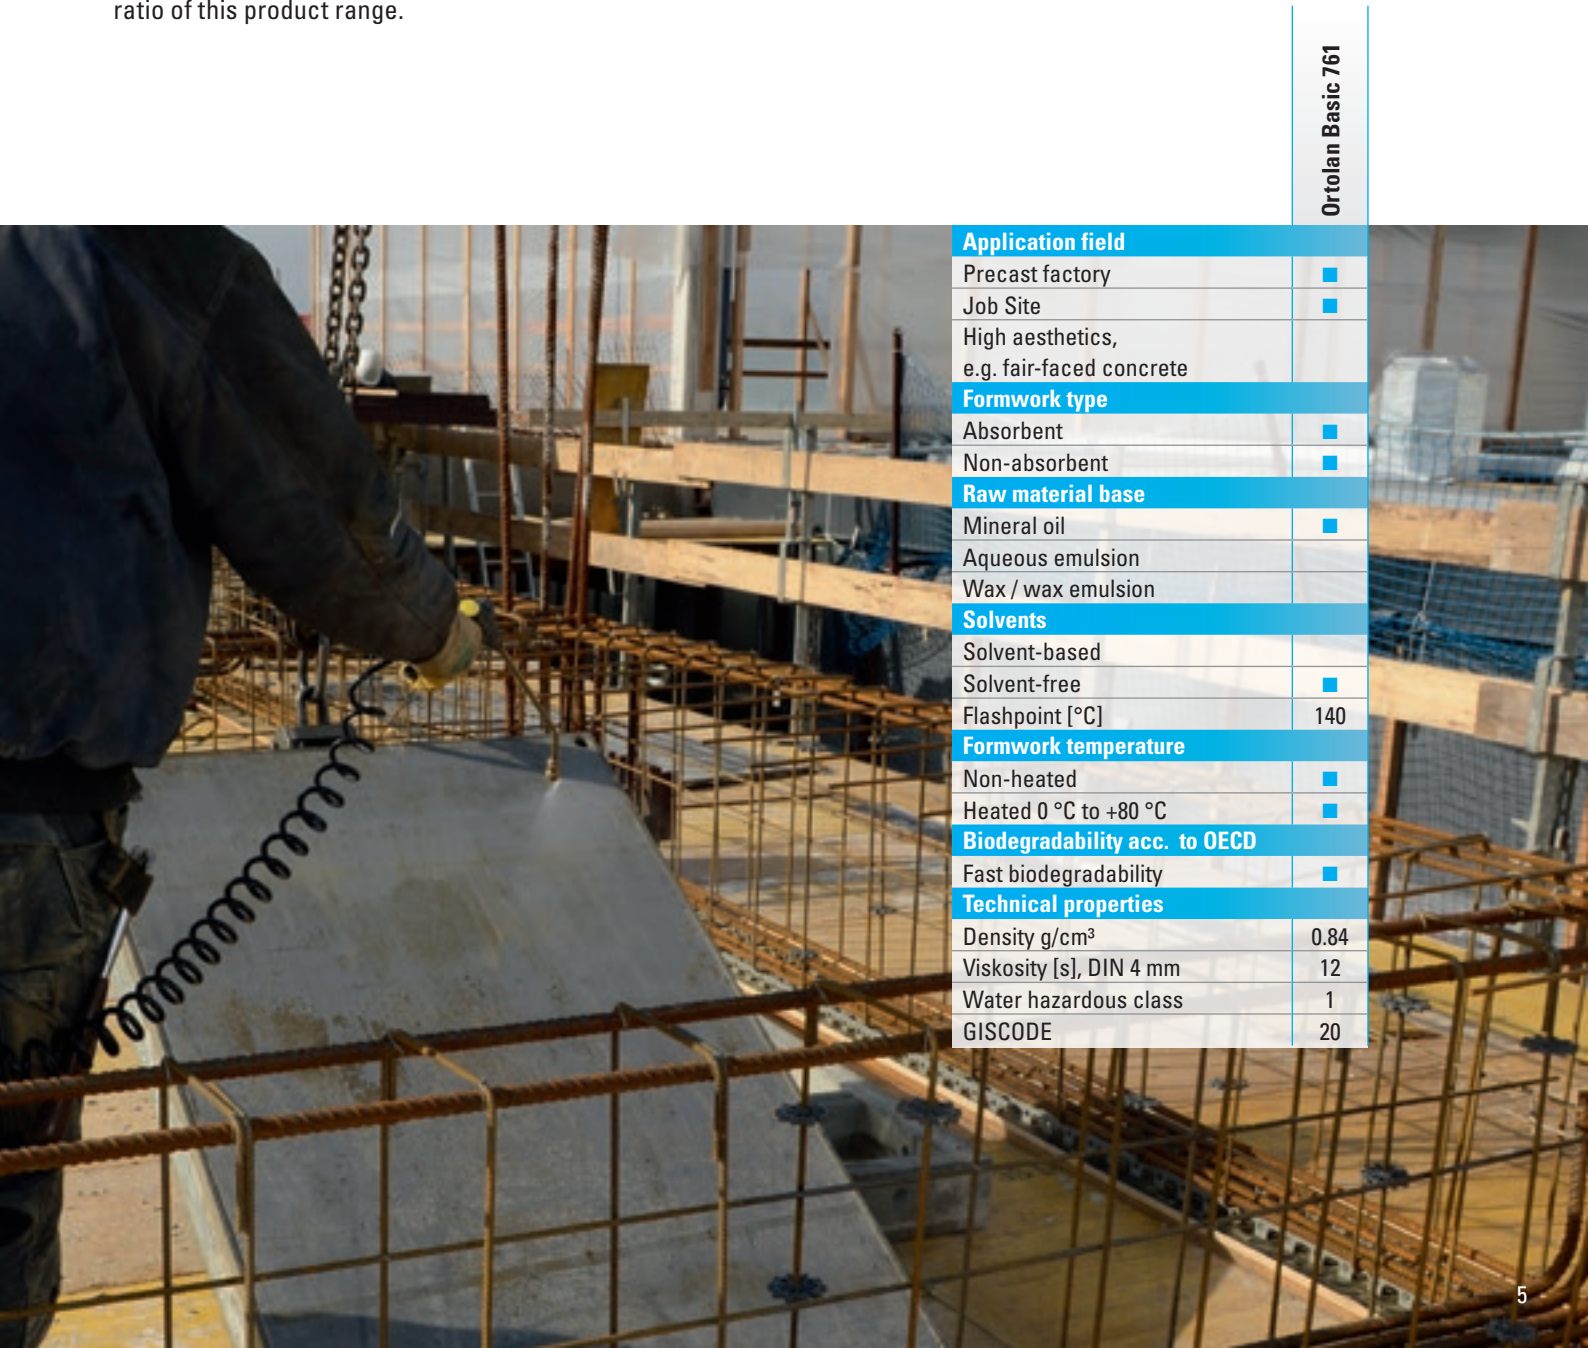 ratio of this product range.
Ortolan Basic 761
Application field
Precast factory ■
Job Site ■
High aesthetics,
e.g. fair-faced concrete
Formwork type
Absorbent ■
Non-absorbent ■
Raw material base
Mineral oil ■
Aqueous emulsion
Wax / wax emulsion
Solvents
Solvent-based
Solvent-free ■
Flashpoint [°C] 140
Formwork temperature
Non-heated ■
Heated 0 °C to +80 °C ■
Biodegradability acc. to OECD
Fast biodegradability ■
Technical properties
Density g/cm³ 0.84
Viskosity [s], DIN 4 mm 12
Water hazardous class 1
GISCODE 20
5